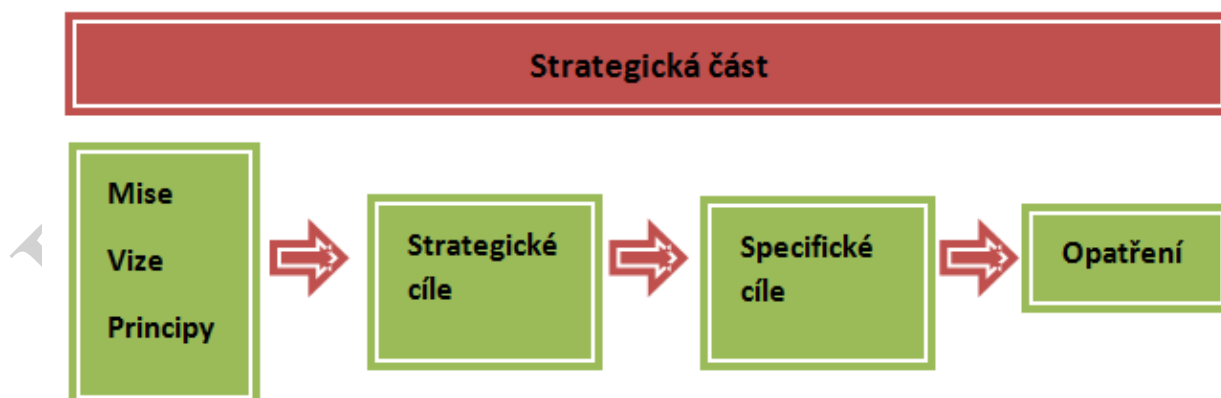 Strategická část
Mise
Vize
Principy
Strategické
cíle
Specifické
cíle
Opatření